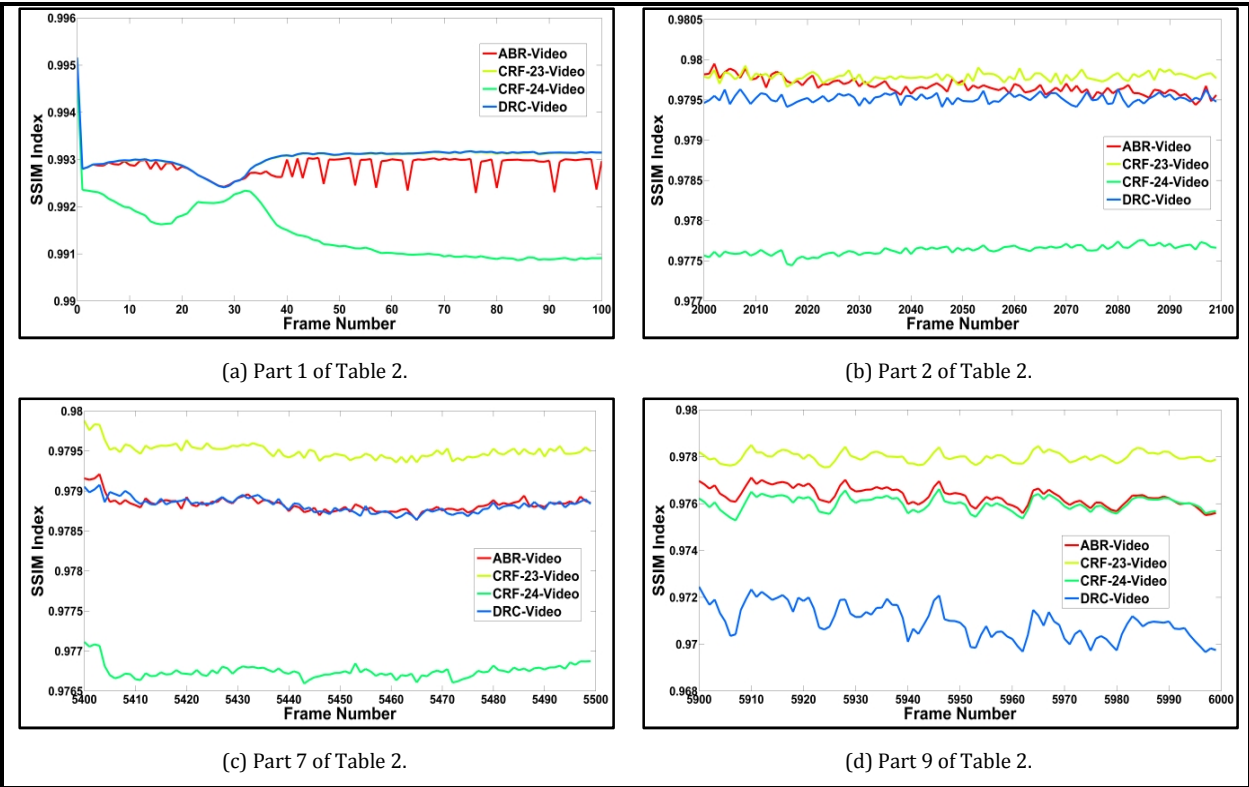 0.996
0.995
0.994
0.993
0.992
0.991
0.99
SSIM Index
ABR-Video
CRF-23-Video
CRF-24-Video
DRC-Video
0 10 20 30 40 50 60 70 80 90 100
Frame Number
(a) Part 1 of Table 2.
0.9805
0.98
0.9795
0.979
0.9785
0.978
0.9775
0.977
SSIM Index
ABR-Video
CRF-23-Video
CRF-24-Video
DRC-Video
2000 2010 2020 2030 2040 2050 2060 2070 2080 2090 2100
Frame Number
(b) Part 2 of Table 2.
0.98
0.9795
0.979
0.9785
0.978
0.9775
0.977
0.9765
SSIM Index
ABR-Video
CRF-23-Video
CRF-24-Video
DRC-Video
5400 5410 5420 5430 5440 5450 5460 5470 5480 5490 5500
Frame Number
(c) Part 7 of Table 2.
0.98
0.978
0.976
0.974
0.972
0.97
0.968
SSIM Index
ABR-Video
CRF-23-Video
CRF-24-Video
DRC-Video
5900 5910 5920 5930 5940 5950 5960 5970 5980 5990 6000
Frame Number
(d) Part 9 of Table 2.